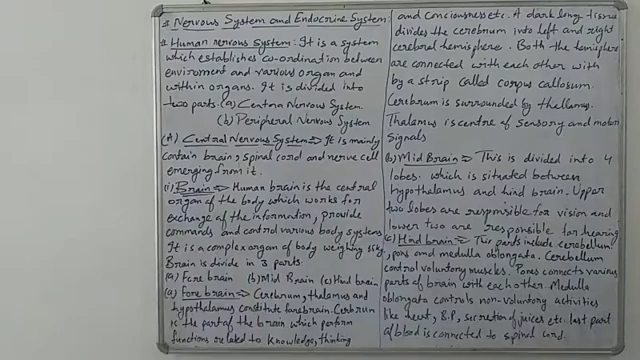 # Nervous System and Endocrine System:
# Human nervous System: It is a system
which establishes co-ordination between
enviroment and various organ and
within organs. It is divided into
two parts. (a) Centran Nervous System
(b) Peripheral Nervous System
(A) Central Nervous System => It is mainly
contain brain, spinal cord and nerve cell
emerging from it.
(i) Brain => Human brain is the central
organ of the body which works for
exchange of the information, provide
commands and control various body systems
It is a complex organ of body weighing
Brain is divide in 3 parts.
(a) Fore brain (b) Mid Brain (c) Hind brain
(a) Fore brain => Cerebrum, thalamus and
hypothalamus constitute forebrain. Cerbrum
is the part of the brain which perform
functions related to knowledge, thinking
and conciousness etc. A dark long tissue
divides the cerebrum into left and right
cerebral hemisphere. Both the hemisphere
are connected with each other with
by a strip called corpus callosum.
Cerebrum is surrounded by thellamus.
Thalamus is centre of Sensory and motor
Signals
(b) Mid Brain => This is divided into 4
lobes. which is situated between
hypothalamus and hind brain. Upper
two lobes are responsible for vision and
lower two are responsible for hearing
(c) Hind brain => This parts include cerebellum,
pons and medulla oblongata. Cerebellum
control voluntory muscles. Pones connects various
parts of brain with each other. Medulla
oblongata controls non-voluntory activities
like heart, B.P, secretion of juices etc. last part
of blood is connected to spinal cord.